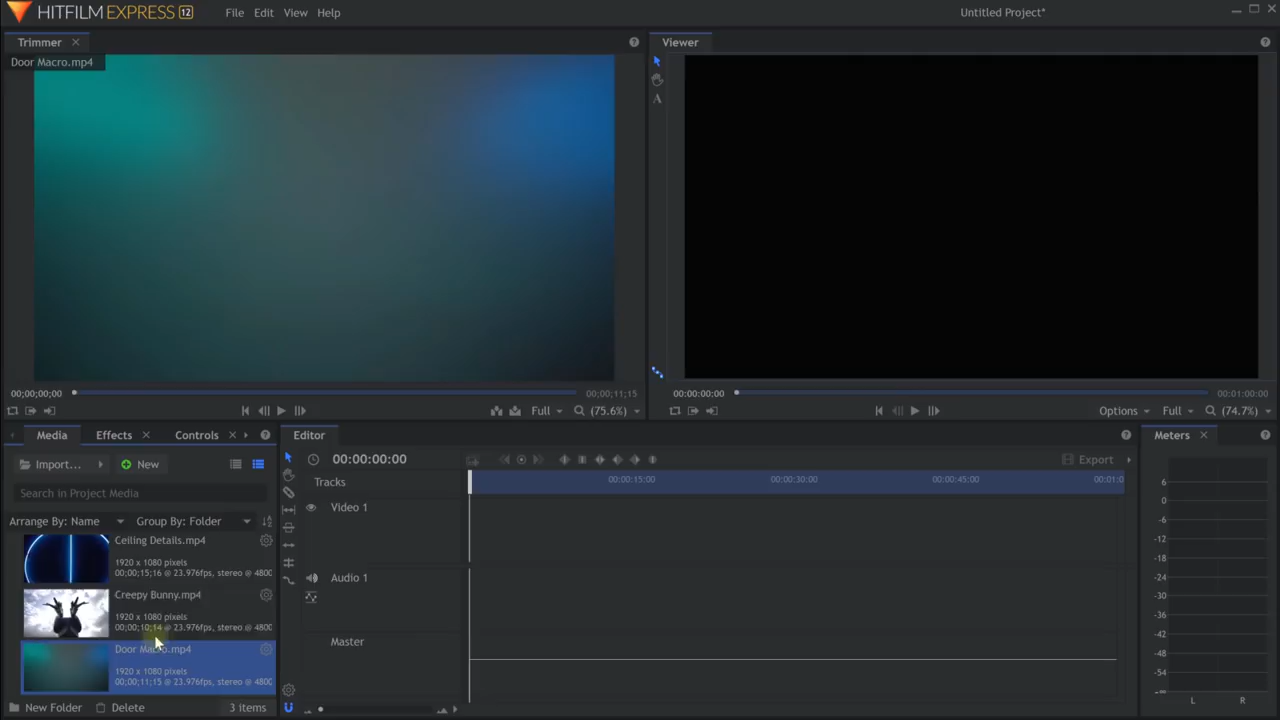 HITFILM EXPRESS 12
File Edit View Help
Untitled Project*
Trimmer
Viewer
Door Macro.mp4
00;00;00;00
00;00;11;15
Full
(75.6%)
00:00:00:00
00:01:00:00
Options
Full
(74.7%)
Media
Effects
Controls
Editor
Meters
Import...
New
00:00:00:00
Export
Search in Project Media
Tracks
00:00:15:00
00:00:30:00
00:00:45:00
00:01:0
Arrange By: Name
Group By: Folder
Video 1
Ceiling Details.mp4
1920 x 1080 pixels
00;00;15;16 @ 23.976fps, stereo @ 4800
Creepy Bunny.mp4
1920 x 1080 pixels
00;00;10;14 @ 23.976fps, stereo @ 4800
Door Macro.mp4
1920 x 1080 pixels
00;00;11;15 @ 23.976fps, stereo @ 4800
Audio 1
Master
New Folder
Delete
3 items
6
0
-6
-12
-18
-24
-30
-36
-42
-48
-54
-∞
L
R